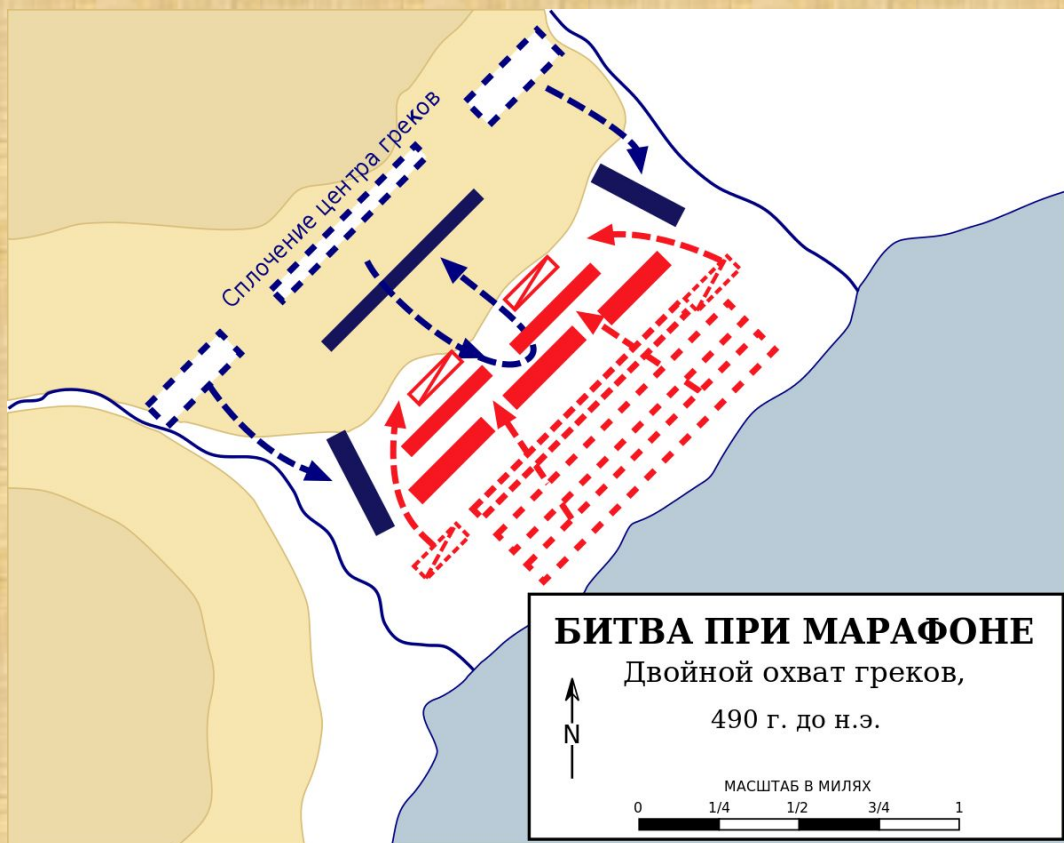 Сплочение центра греков
БИТВА ПРИ МАРАФОНЕ
Двойной охват греков,
490 г. до н.э.
N
МАСШТАБ В МИЛЯХ
0 1/4 1/2 3/4 1